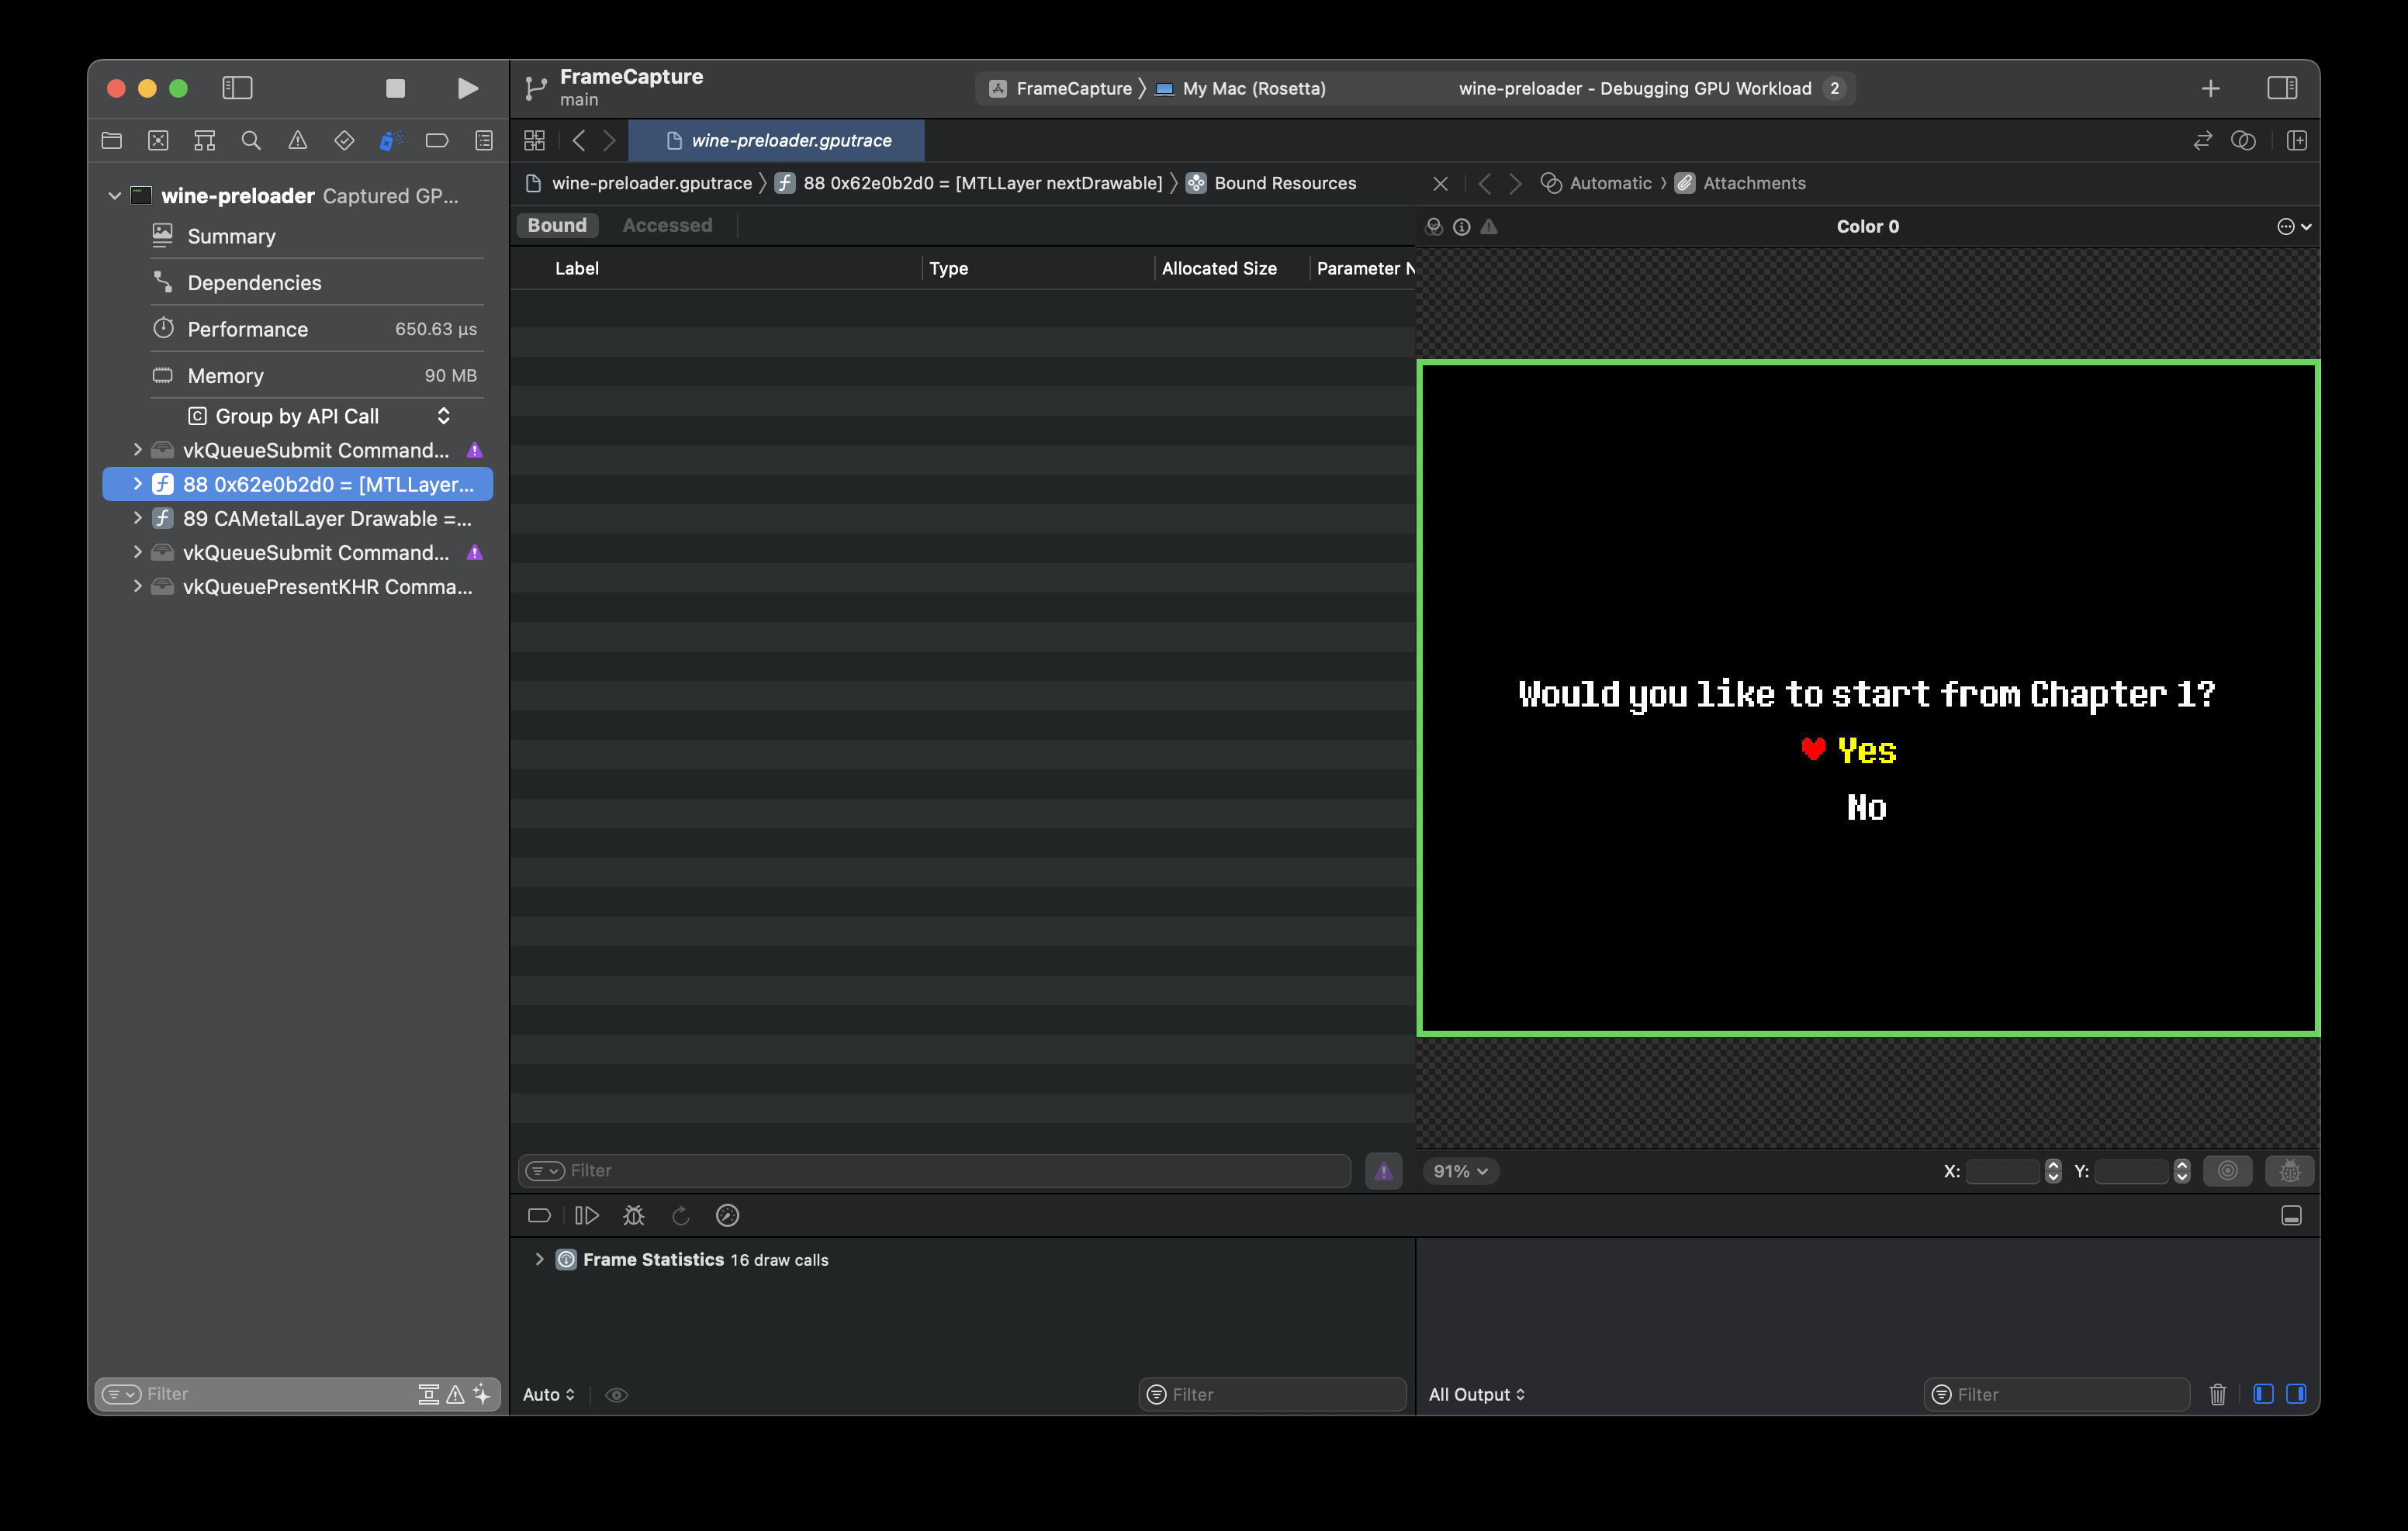 FrameCapture
main
FrameCapture
My Mac (Rosetta)
wine-preloader - Debugging GPU Workload
2
wine-preloader.gputrace
wine-preloader Captured GP...
Summary
Dependencies
Performance 650.63 µs
Memory 90 MB
Group by API Call
vkQueueSubmit Command...
88 0x62e0b2d0 = [MTLLayer...
89 CAMetalLayer Drawable =...
vkQueueSubmit Command...
vkQueuePresentKHR Comma...
Filter
wine-preloader.gputrace
88 0x62e0b2d0 = [MTLLayer nextDrawable]
Bound Resources
Bound Accessed
Label Type Allocated Size Parameter N
Filter
Automatic
Attachments
Color 0
Would you like to start from Chapter 1?
Yes
No
91%
X: Y:
Frame Statistics 16 draw calls
Auto
Filter
All Output
Filter